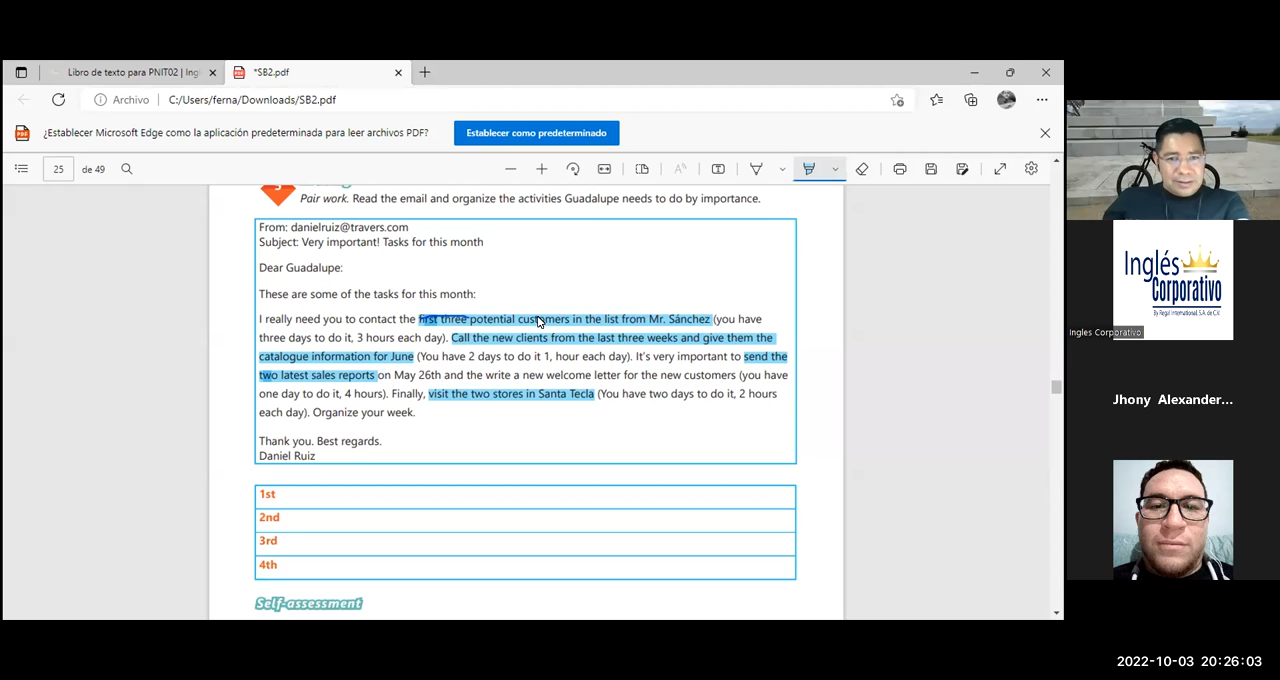 Libro de texto para PNIT02 | Ing
*SB2.pdf
Archivo
C:/Users/ferna/Downloads/SB2.pdf
¿Establecer Microsoft Edge como la aplicación predeterminada para leer archivos PDF?
Establecer como predeterminado
25
de 49
Pair work. Read the email and organize the activities Guadalupe needs to do by importance.
From: danielruiz@travers.com
Subject: Very important! Tasks for this month
Dear Guadalupe:
These are some of the tasks for this month:
I really need you to contact the first three potential customers in the list from Mr. Sánchez (you have
three days to do it, 3 hours each day). Call the new clients from the last three weeks and give them the
catalogue information for June (You have 2 days to do it 1, hour each day). It's very important to send the
two latest sales reports on May 26th and the write a new welcome letter for the new customers (you have
one day to do it, 4 hours). Finally, visit the two stores in Santa Tecla (You have two days to do it, 2 hours
each day). Organize your week.
Thank you. Best regards.
Daniel Ruiz
1st
2nd
3rd
4th
Self-assessment
Inglés
Corporativo
By Regal International, S.A. de C.V.
Ingles Corporativo
Jhony Alexander...
2022-10-03 20:26:03